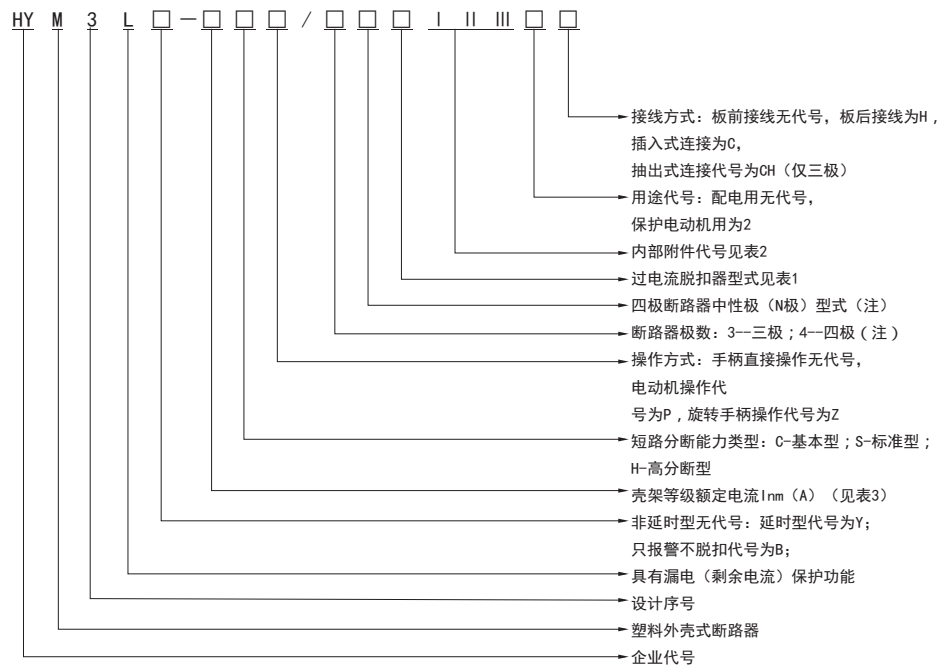 HY M 3 L □-□□□/□□□ I II III□□
接线方式：板前接线无代号，板后接线为H，
插入式连接为C，
抽出式连接代号为CH（仅三极）
用途代号：配电用无代号，
保护电动机用为2
内部附件代号见表2
过电流脱扣器型式见表1
四极断路器中性极（N极）型式（注）
断路器极数：3--三极；4--四极（注）
操作方式：手柄直接操作无代号，
电动机操作代
号为P，旋转手柄操作代号为Z
短路分断能力类型：C-基本型；S-标准型；
H-高分断型
壳架等级额定电流Inm（A）（见表3）
非延时型无代号：延时型代号为Y；
只报警不脱扣代号为B；
具有漏电（剩余电流）保护功能
设计序号
塑料外壳式断路器
企业代号